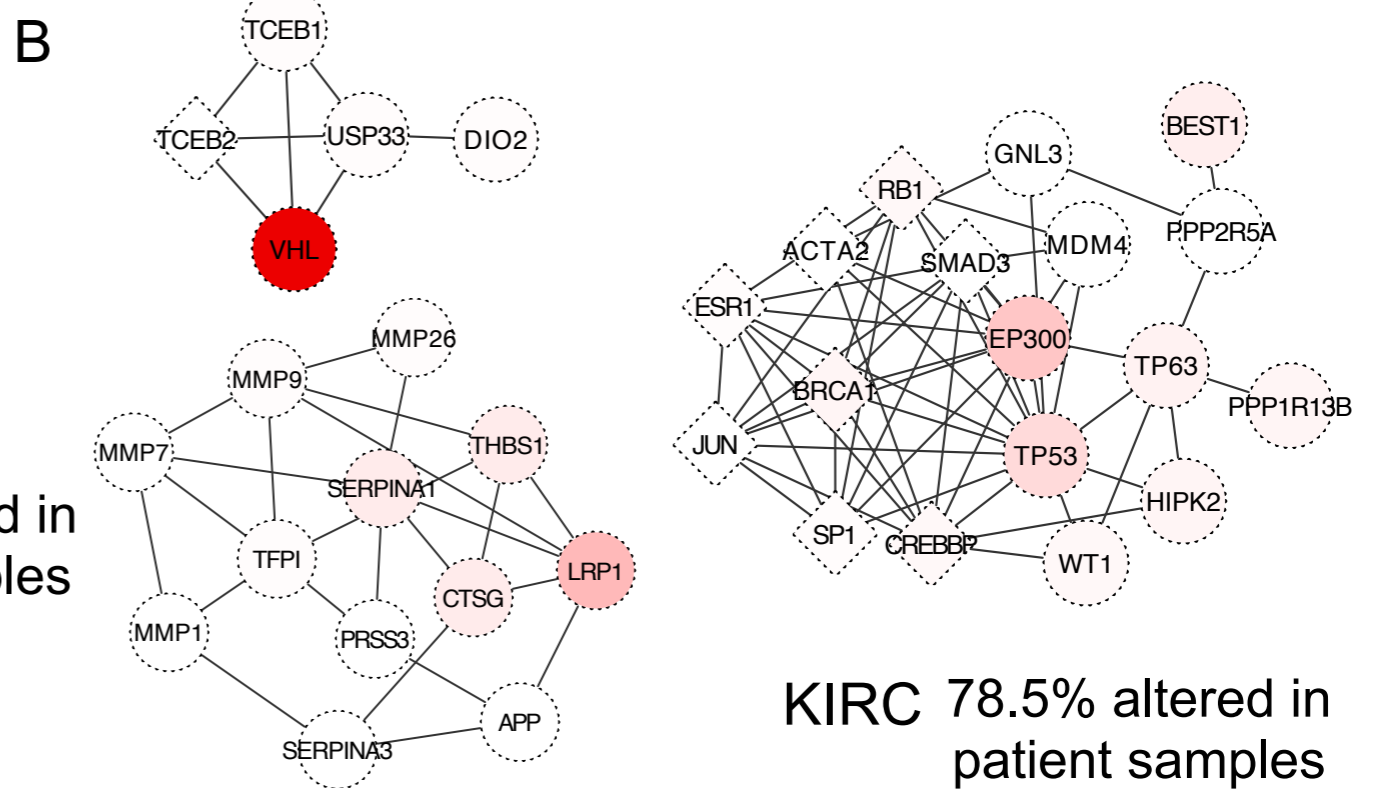 B
TCEB1
TCEB2
USP33
DIO2
VHL
BEST1
GNL3
RB1
PPP2R5A
ACTA2
SMAD3
MDM4
ESR1
EP300
TP63
BRCA1
PPP1R13B
JUN
TP53
HIPK2
SP1
CREBBP
WT1
MMP26
MMP9
THBS1
MMP7
SERPINA1
TFPI
LRP1
CTSG
MMP1
PRSS3
APP
SERPINA3
d in
les
KIRC 78.5% altered in
patient samples